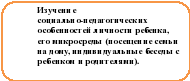 Изучение
социально-педагогических
особенностей личности ребенка,
его микросреды (посещение семьи
на дому, индивидуальные беседы с
ребенком и родителями).